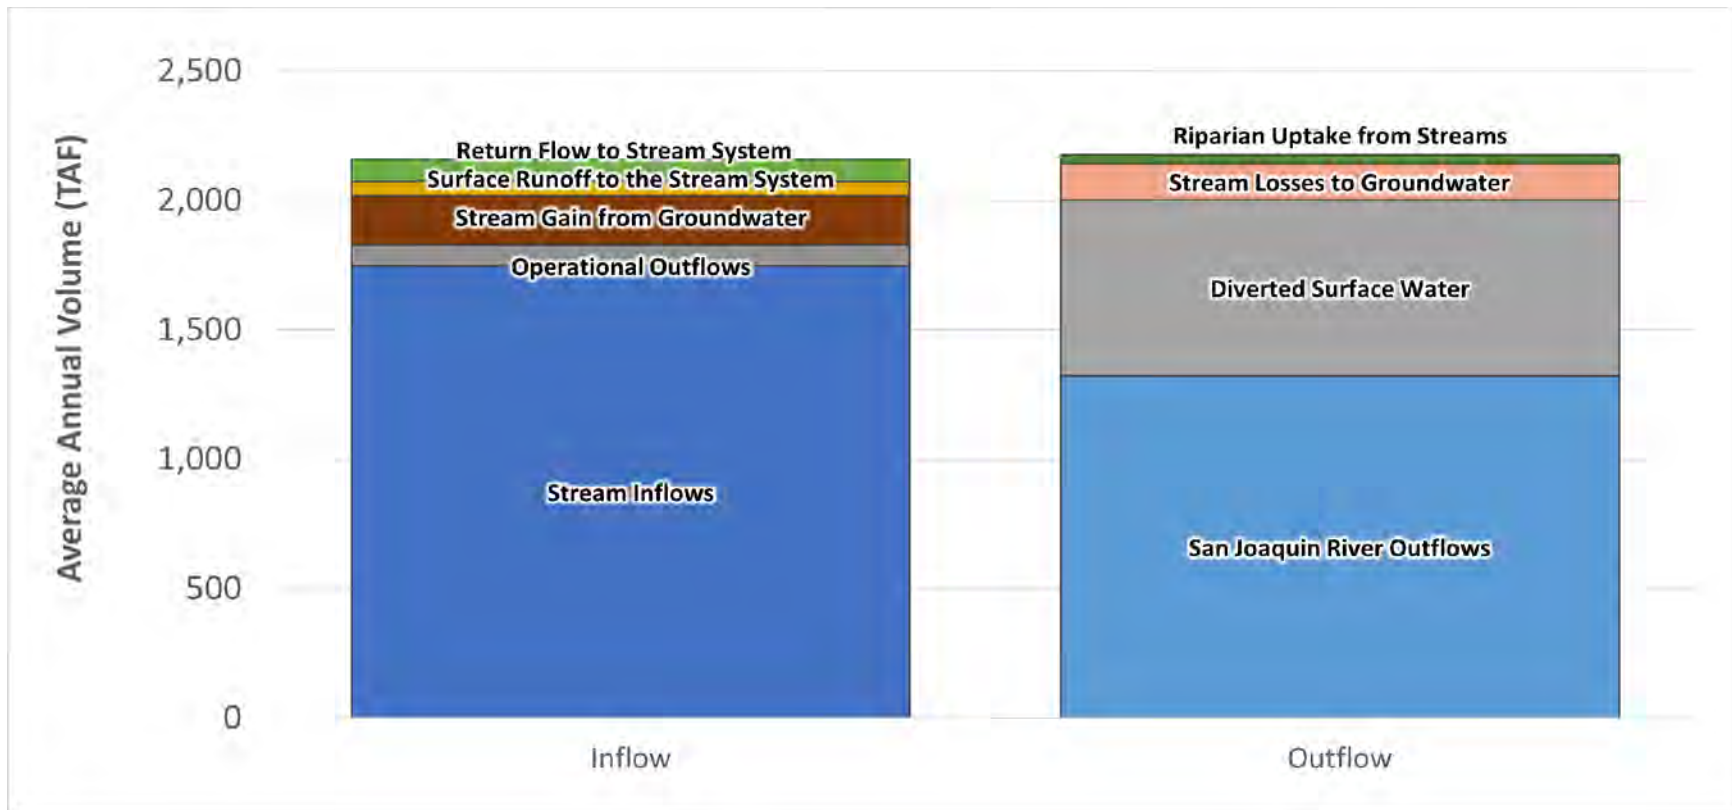 Average Annual Volume (TAF)
2,500
2,000
1,500
1,000
500
0
Return Flow to Stream System
Surface Runoff to the Stream System
Stream Gain from Groundwater
Operational Outflows
Stream Inflows
Riparian Uptake from Streams
Stream Losses to Groundwater
Diverted Surface Water
San Joaquin River Outflows
Inflow
Outflow